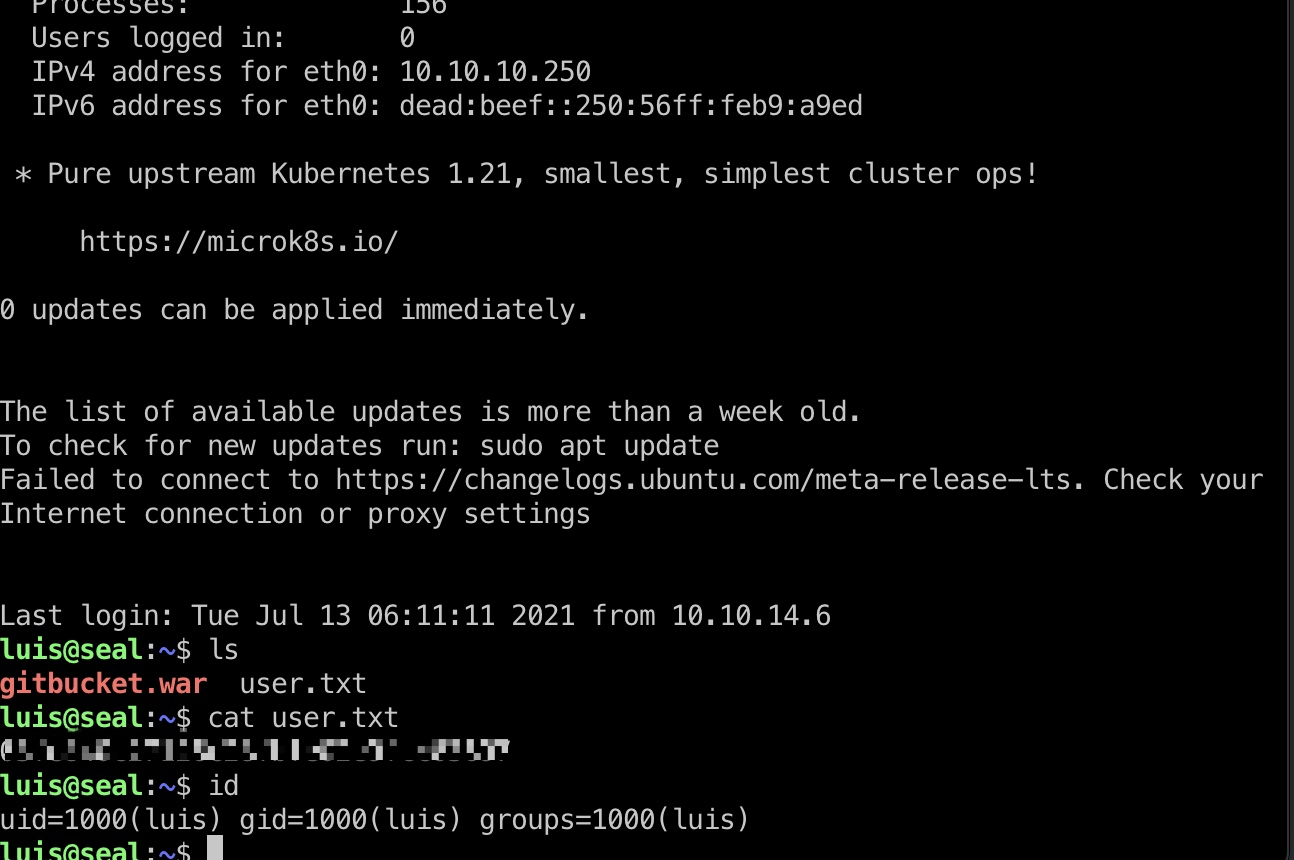 Processes: 156
Users logged in: 0
IPv4 address for eth0: 10.10.10.250
IPv6 address for eth0: dead:beef::250:56ff:feb9:a9ed
* Pure upstream Kubernetes 1.21, smallest, simplest cluster ops!
https://microk8s.io/
0 updates can be applied immediately.
The list of available updates is more than a week old.
To check for new updates run: sudo apt update
Failed to connect to https://changelogs.ubuntu.com/meta-release-lts. Check your
Internet connection or proxy settings
Last login: Tue Jul 13 06:11:11 2021 from 10.10.14.6
luis@seal:~$ ls
gitbucket.war  user.txt
luis@seal:~$ cat user.txt
luis@seal:~$ id
uid=1000(luis) gid=1000(luis) groups=1000(luis)
luis@seal:~$